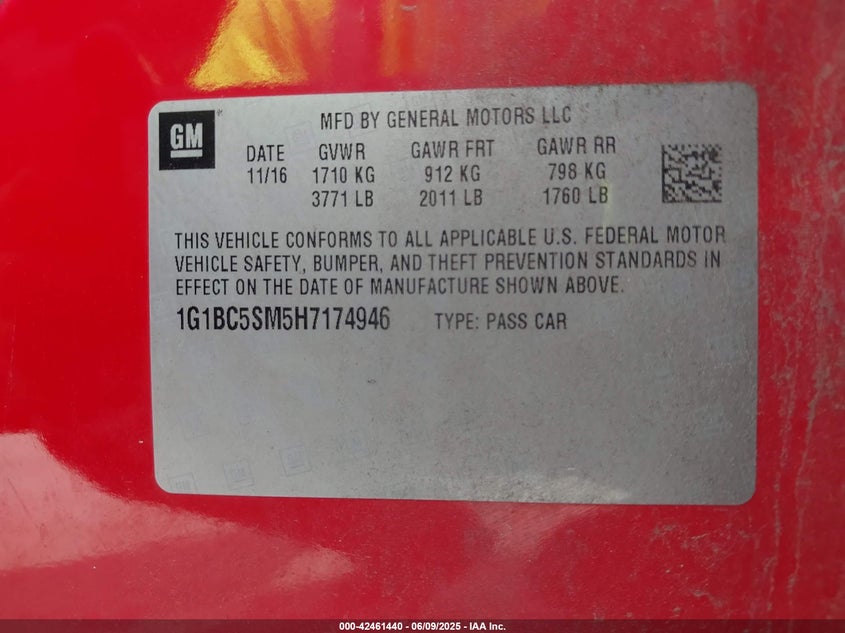 GM
MFD BY GENERAL MOTORS LLC
DATE GVWR GAWR FRT GAWR RR
11/16 1710 KG 912 KG 798 KG
3771 LB 2011 LB 1760 LB
THIS VEHICLE CONFORMS TO ALL APPLICABLE U.S. FEDERAL MOTOR
VEHICLE SAFETY, BUMPER, AND THEFT PREVENTION STANDARDS IN
EFFECT ON THE DATE OF MANUFACTURE SHOWN ABOVE.
1G1BC5SM5H7174946 TYPE: PASS CAR
000-42461440 - 06/09/2025 - IAA Inc.